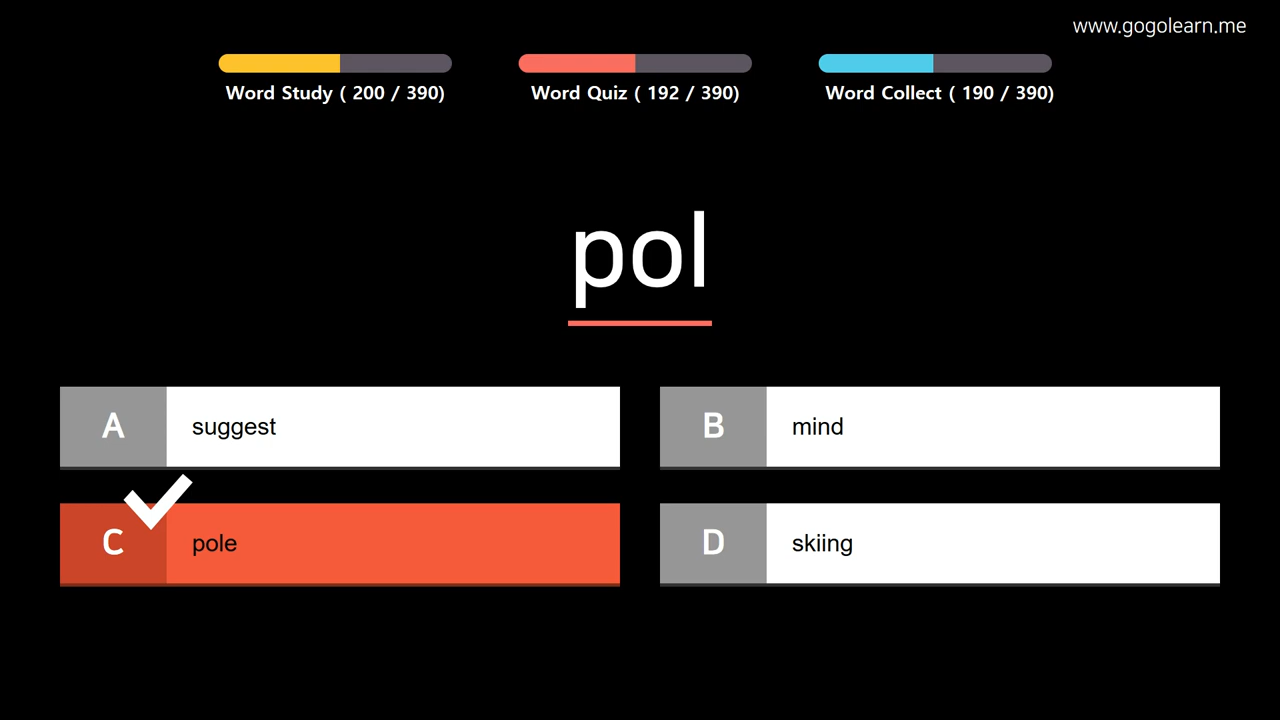 www.gogolearn.me
Word Study ( 200 / 390)
Word Quiz ( 192 / 390)
Word Collect ( 190 / 390)
pol
A suggest
B mind
C pole
D skiing